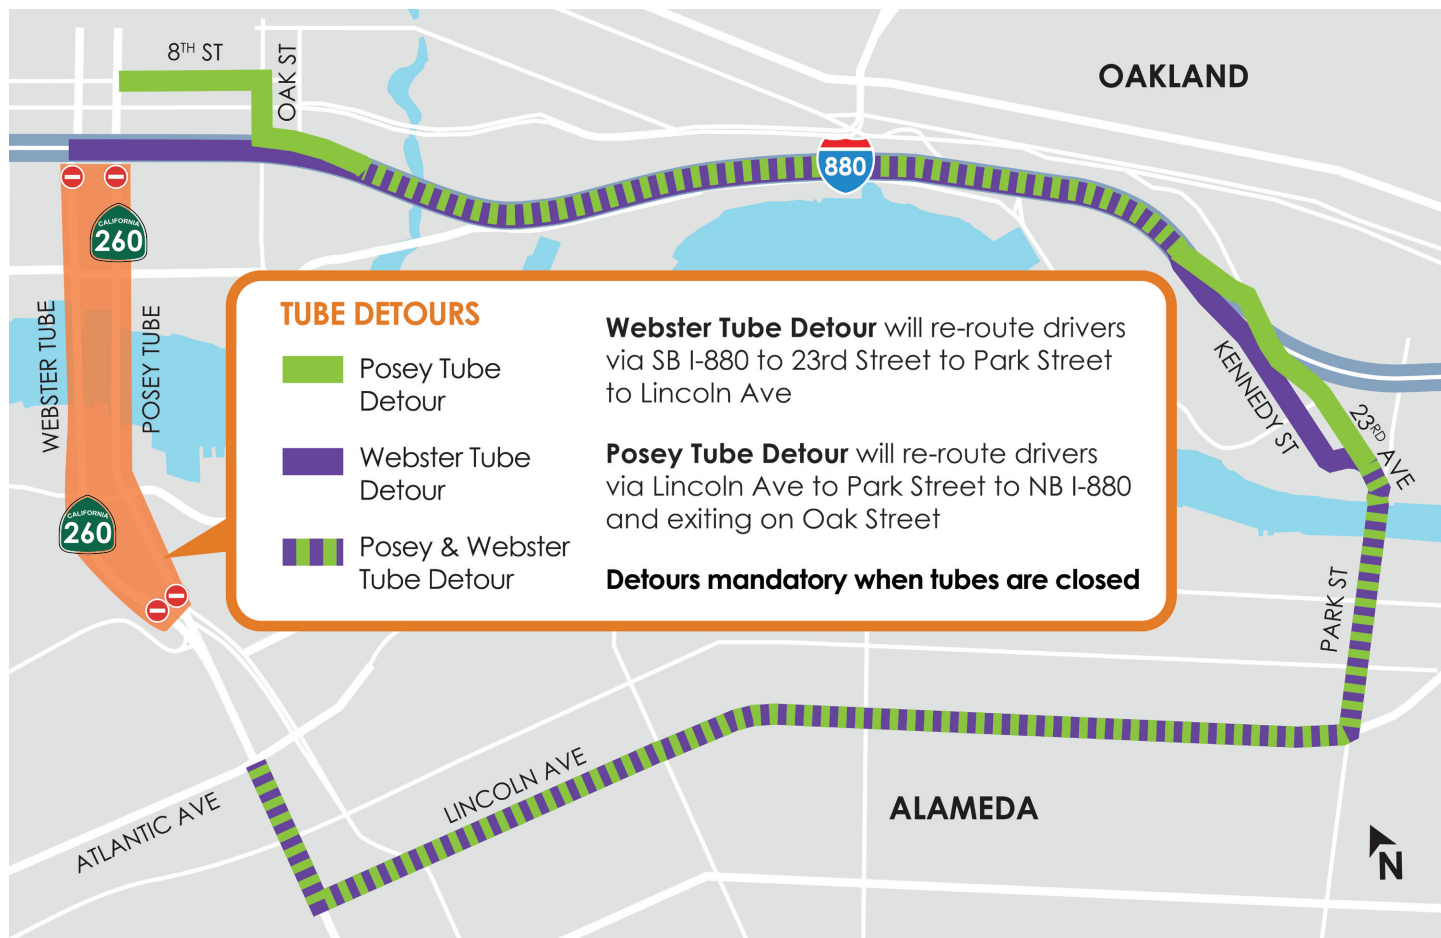 8TH ST
OAK ST
OAKLAND
880
CALIFORNIA
260
WEBSTER TUBE
POSEY TUBE
TUBE DETOURS
Posey Tube
Detour
Webster Tube
Detour
Posey & Webster
Tube Detour
Webster Tube Detour will re-route drivers
via SB I-880 to 23rd Street to Park Street
to Lincoln Ave
Posey Tube Detour will re-route drivers
via Lincoln Ave to Park Street to NB I-880
and exiting on Oak Street
Detours mandatory when tubes are closed
KENNEDY ST
23RD AVE
CALIFORNIA
260
PARK ST
LINCOLN AVE
ATLANTIC AVE
ALAMEDA
N